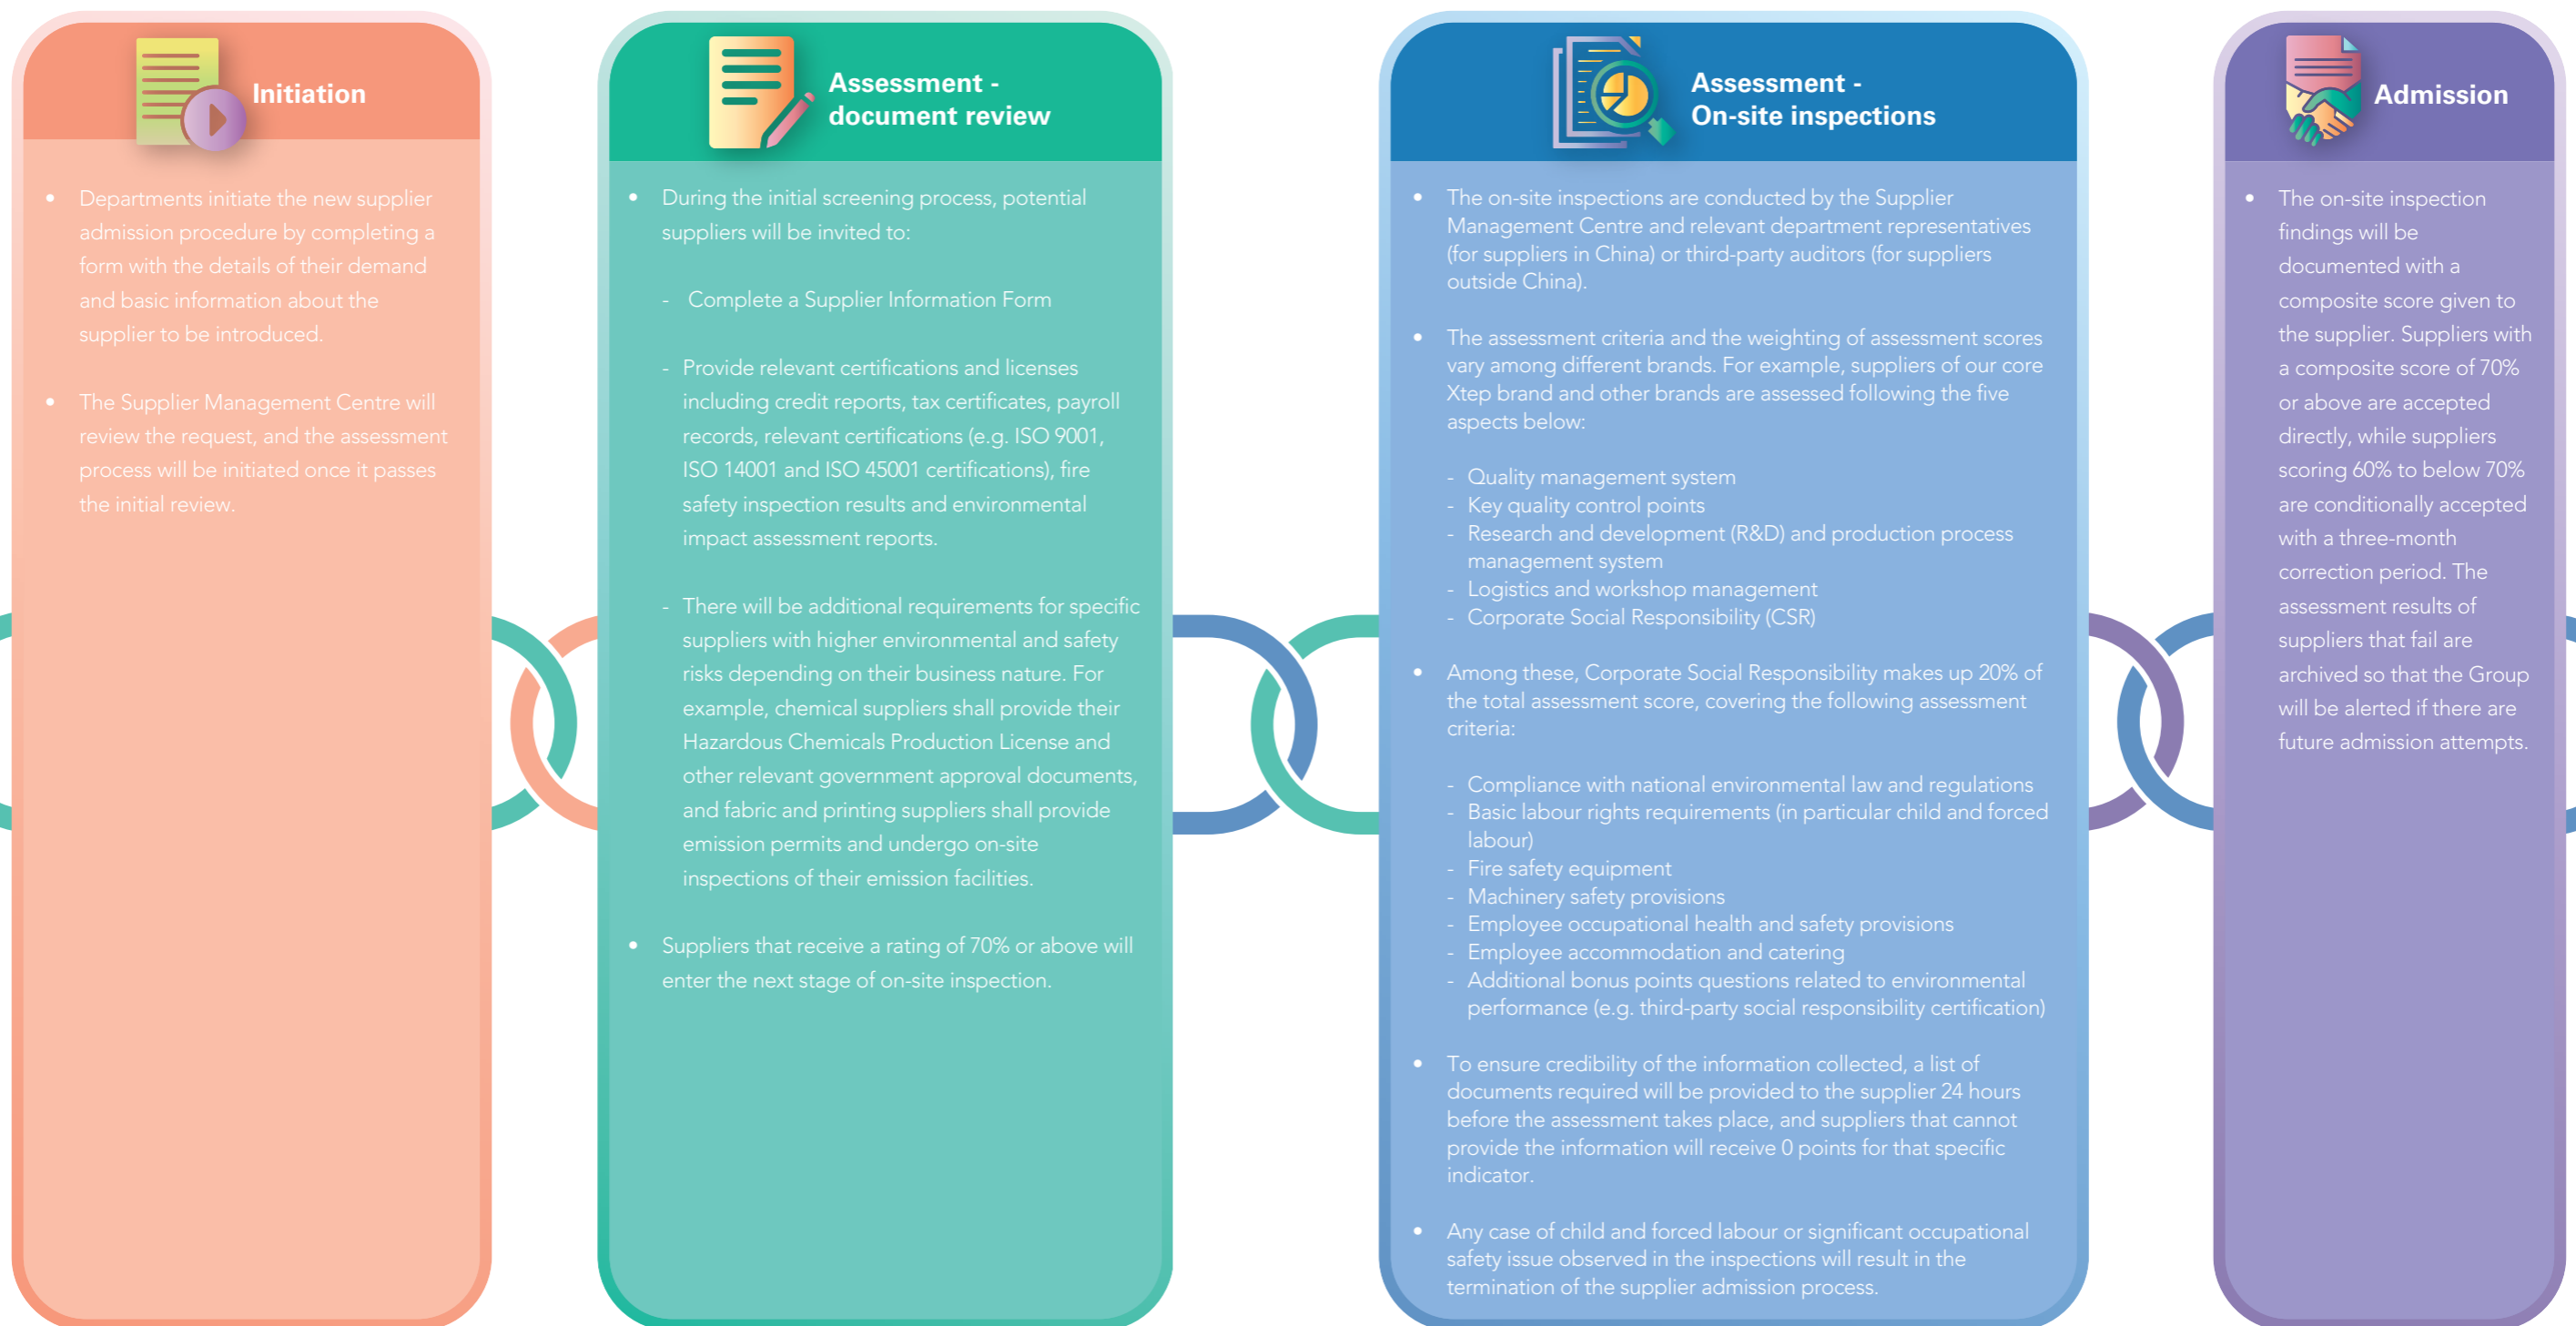 Initiation
• Departments initiate the new supplier
admission procedure by completing a
form with the details of their demand
and basic information about the
supplier to be introduced.
• The Supplier Management Centre will
review the request, and the assessment
process will be initiated once it passes
the initial review.
Assessment -
document review
• During the initial screening process, potential
suppliers will be invited to:
- Complete a Supplier Information Form
- Provide relevant certifications and licenses
including credit reports, tax certificates, payroll
records, relevant certifications (e.g. ISO 9001,
ISO 14001 and ISO 45001 certifications), fire
safety inspection results and environmental
impact assessment reports.
- There will be additional requirements for specific
suppliers with higher environmental and safety
risks depending on their business nature. For
example, chemical suppliers shall provide their
Hazardous Chemicals Production License and
other relevant government approval documents,
and fabric and printing suppliers shall provide
emission permits and undergo on-site
inspections of their emission facilities.
• Suppliers that receive a rating of 70% or above will
enter the next stage of on-site inspection.
Assessment -
On-site inspections
• The on-site inspections are conducted by the Supplier
Management Centre and relevant department representatives
(for suppliers in China) or third-party auditors (for suppliers
outside China).
• The assessment criteria and the weighting of assessment scores
vary among different brands. For example, suppliers of our core
Xtep brand and other brands are assessed following the five
aspects below:
- Quality management system
- Key quality control points
- Research and development (R&D) and production process
management system
- Logistics and workshop management
- Corporate Social Responsibility (CSR)
• Among these, Corporate Social Responsibility makes up 20% of
the total assessment score, covering the following assessment
criteria:
- Compliance with national environmental law and regulations
- Basic labour rights requirements (in particular child and forced
labour)
- Fire safety equipment
- Machinery safety provisions
- Employee occupational health and safety provisions
- Employee accommodation and catering
- Additional bonus points questions related to environmental
performance (e.g. third-party social responsibility certification)
• To ensure credibility of the information collected, a list of
documents required will be provided to the supplier 24 hours
before the assessment takes place, and suppliers that cannot
provide the information will receive 0 points for that specific
indicator.
• Any case of child and forced labour or significant occupational
safety issue observed in the inspections will result in the
termination of the supplier admission process.
Admission
• The on-site inspection
findings will be
documented with a
composite score given to
the supplier. Suppliers with
a composite score of 70%
or above are accepted
directly, while suppliers
scoring 60% to below 70%
are conditionally accepted
with a three-month
correction period. The
assessment results of
suppliers that fail are
archived so that the Group
will be alerted if there are
future admission attempts.